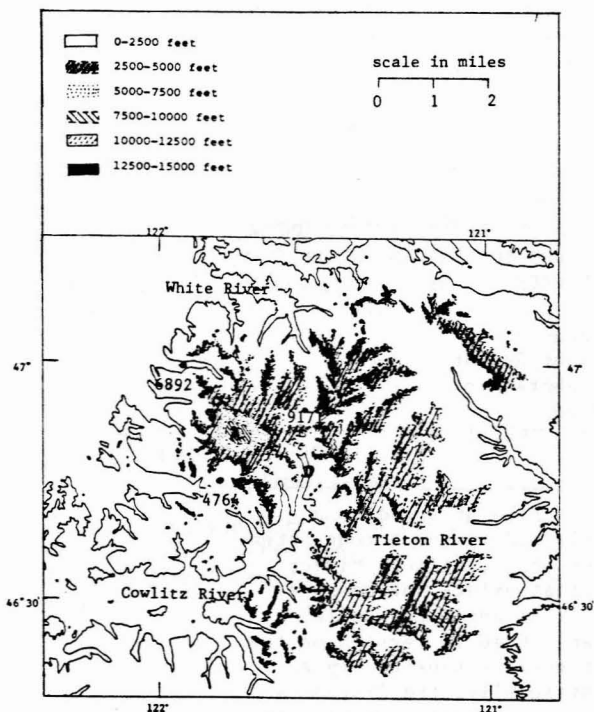 0-2500 feet
2500-5000 feet
5000-7500 feet
7500-10000 feet
10000-12500 feet
12500-15000 feet
scale in miles
0 1 2
122° 121°
White River
47° 47°
6892
917
4764
Tieton River
Cowlitz River
46°30' 46°30'
122° 121°